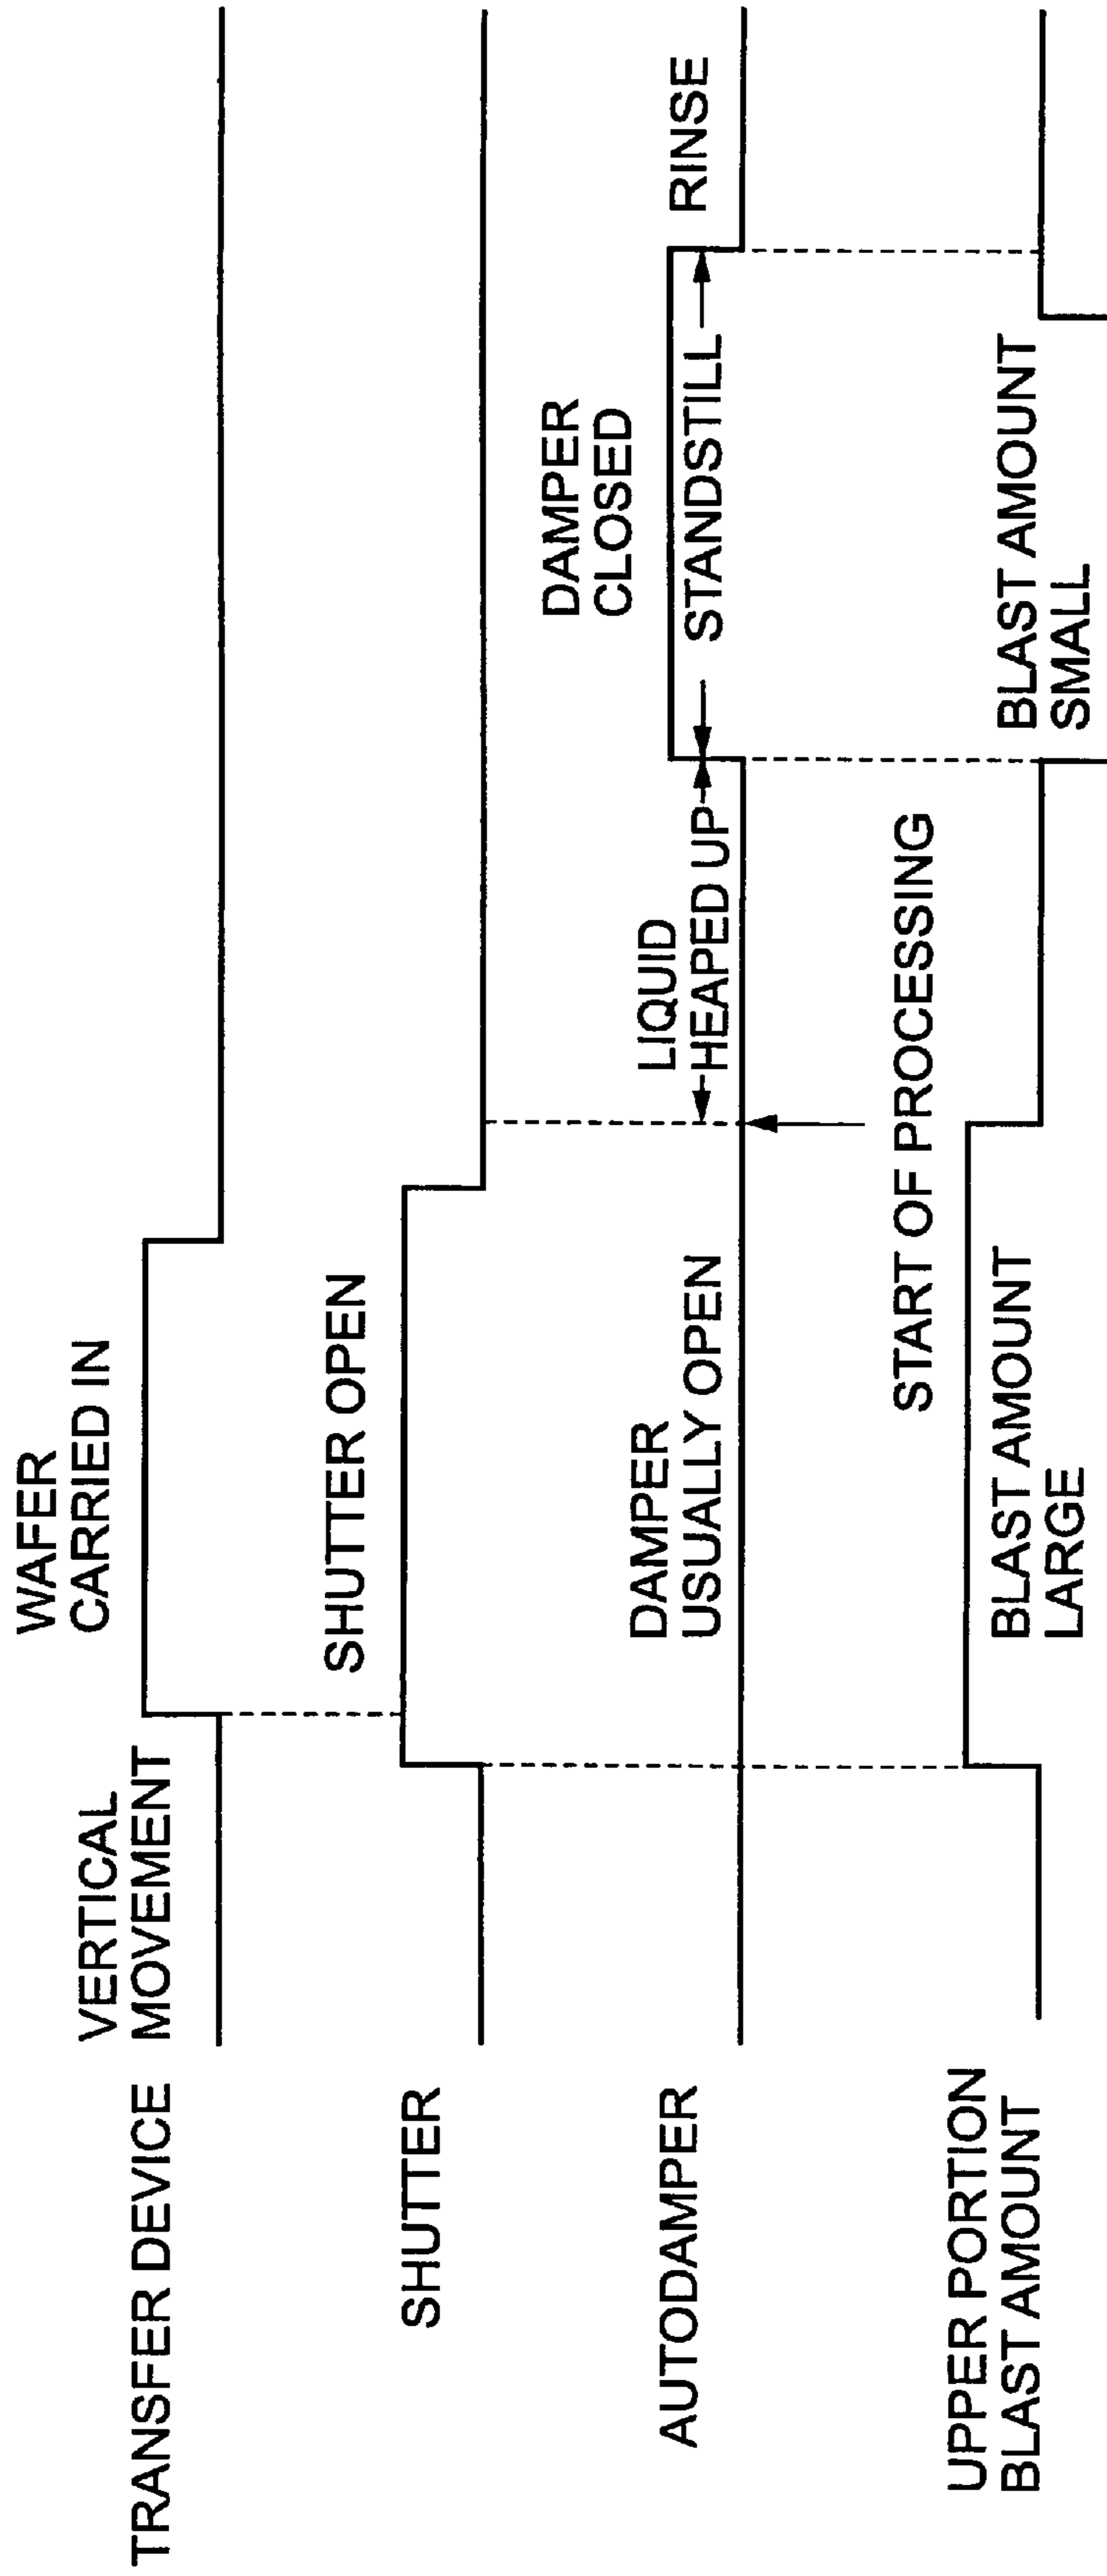 TRANSFER DEVICE
VERTICAL
MOVEMENT
WAFER
CARRIED IN
SHUTTER
SHUTTER OPEN
AUTODAMPER
DAMPER
USUALLY OPEN
LIQUID
HEAPED UP
DAMPER
CLOSED
STANDSTILL
RINSE
START OF PROCESSING
UPPER PORTION
BLAST AMOUNT
BLAST AMOUNT
LARGE
BLAST AMOUNT
SMALL